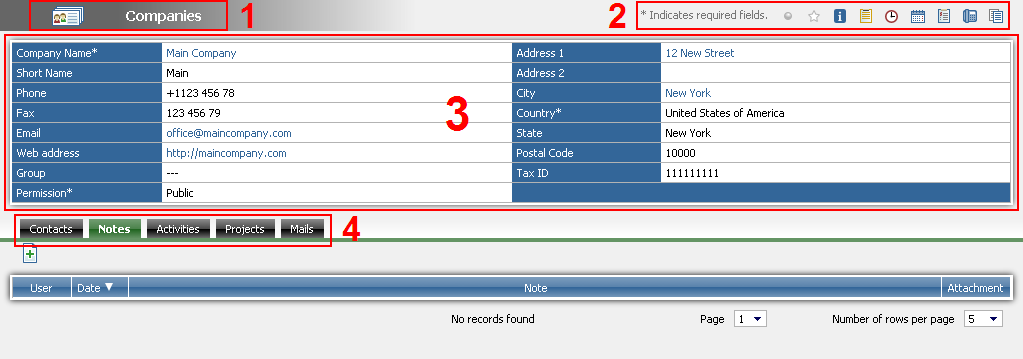 Companies 1
2 * Indicates required fields.
Company Name* Main Company Address 1 12 New Street
Short Name Main Address 2
Phone +1123 456 78 City New York
Fax 123 456 79 Country* United States of America
3
Email office@maincompany.com State New York
Web address http://maincompany.com Postal Code 10000
Group --- Tax ID 111111111
Permission* Public
Contacts Notes Activities Projects Mails 4
User Date ▼ Note Attachment
No records found Page 1 Number of rows per page 5